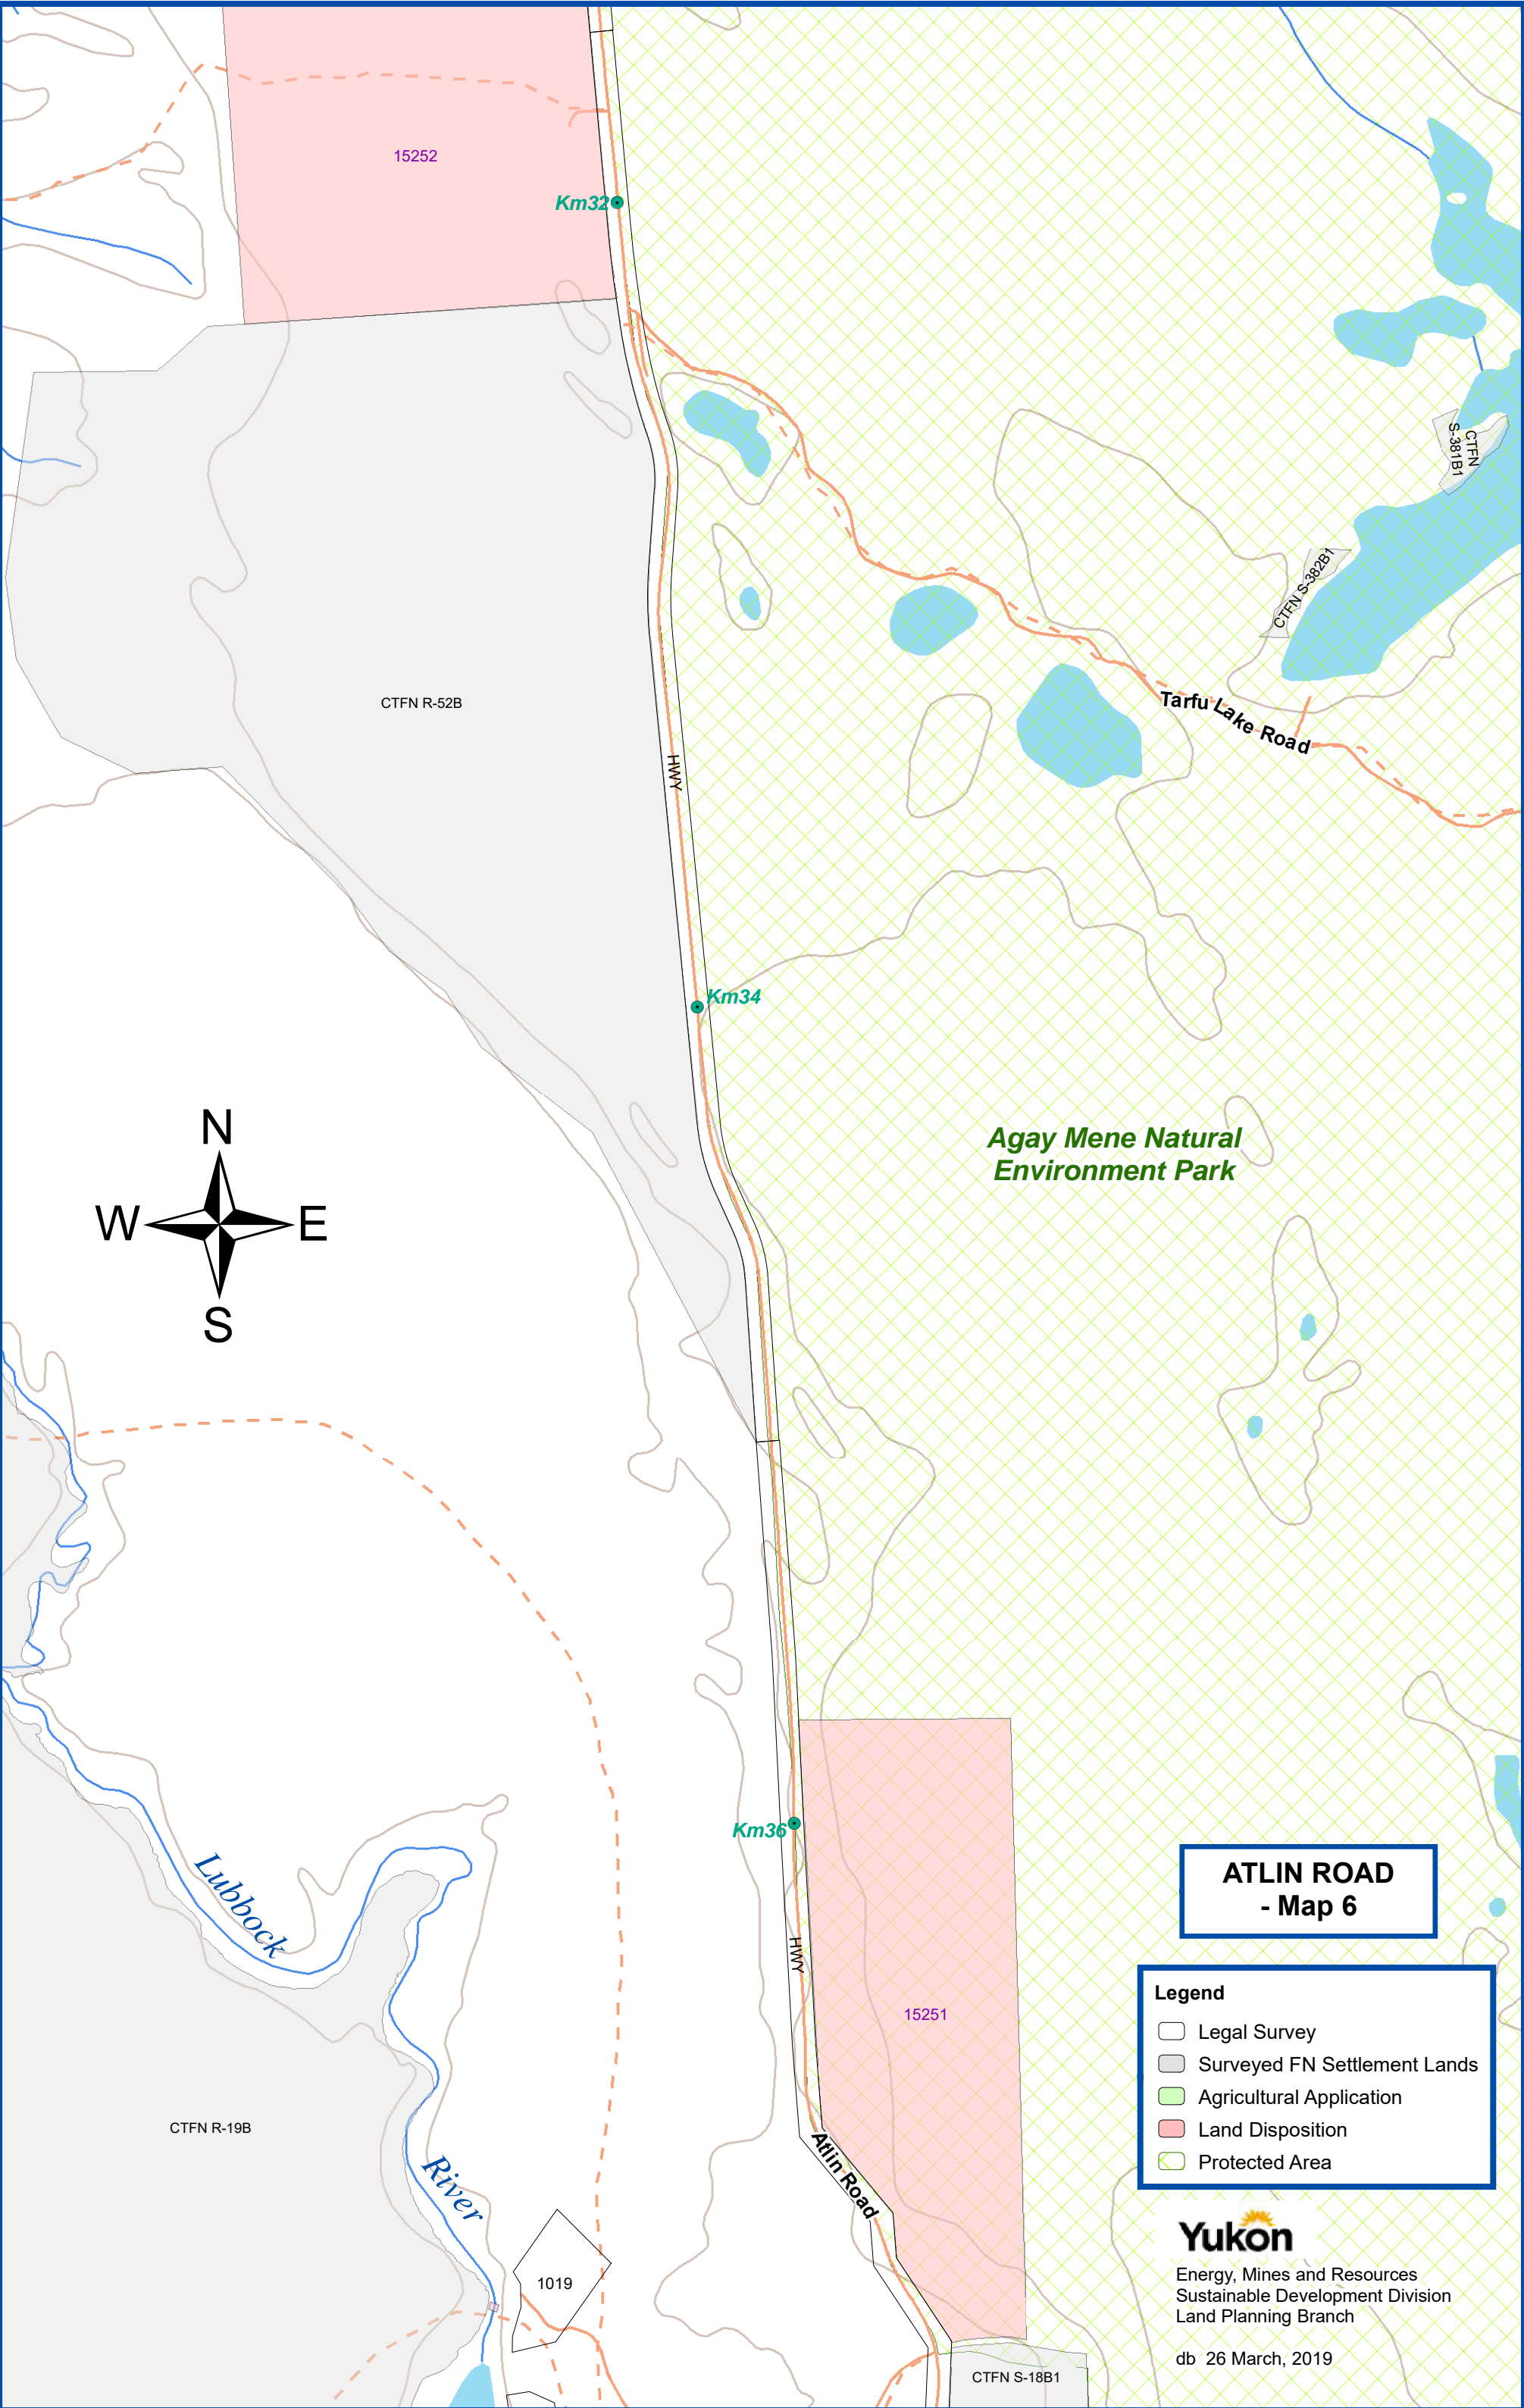 15252
Km32
CTFN
S-381B1
CTFN S-382B1
Tarfu Lake Road
CTFN R-52B
HWY
Km34
N
W E
S
Agay Mene Natural
Environment Park
Km36
Lubbock
River
HWY
15251
CTFN R-19B
Atlin Road
1019
CTFN S-18B1
ATLIN ROAD
- Map 6
Legend
Legal Survey
Surveyed FN Settlement Lands
Agricultural Application
Land Disposition
Protected Area
Yukon
Energy, Mines and Resources
Sustainable Development Division
Land Planning Branch
db 26 March, 2019